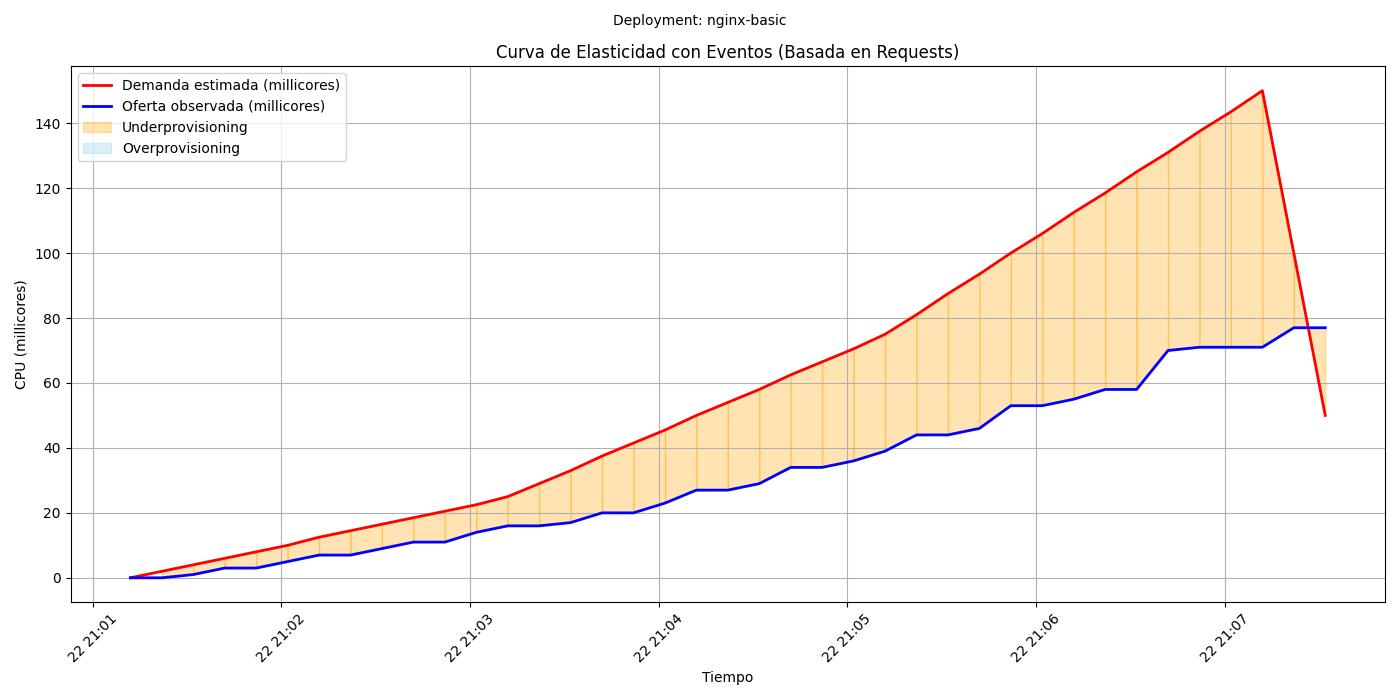 Deployment: nginx-basic
Curva de Elasticidad con Eventos (Basada en Requests)
Demanda estimada (millicores)
Oferta observada (millicores)
Underprovisioning
Overprovisioning
CPU (millicores)
140
120
100
80
60
40
20
0
22 21:01
22 21:02
22 21:03
22 21:04
22 21:05
22 21:06
22 21:07
Tiempo